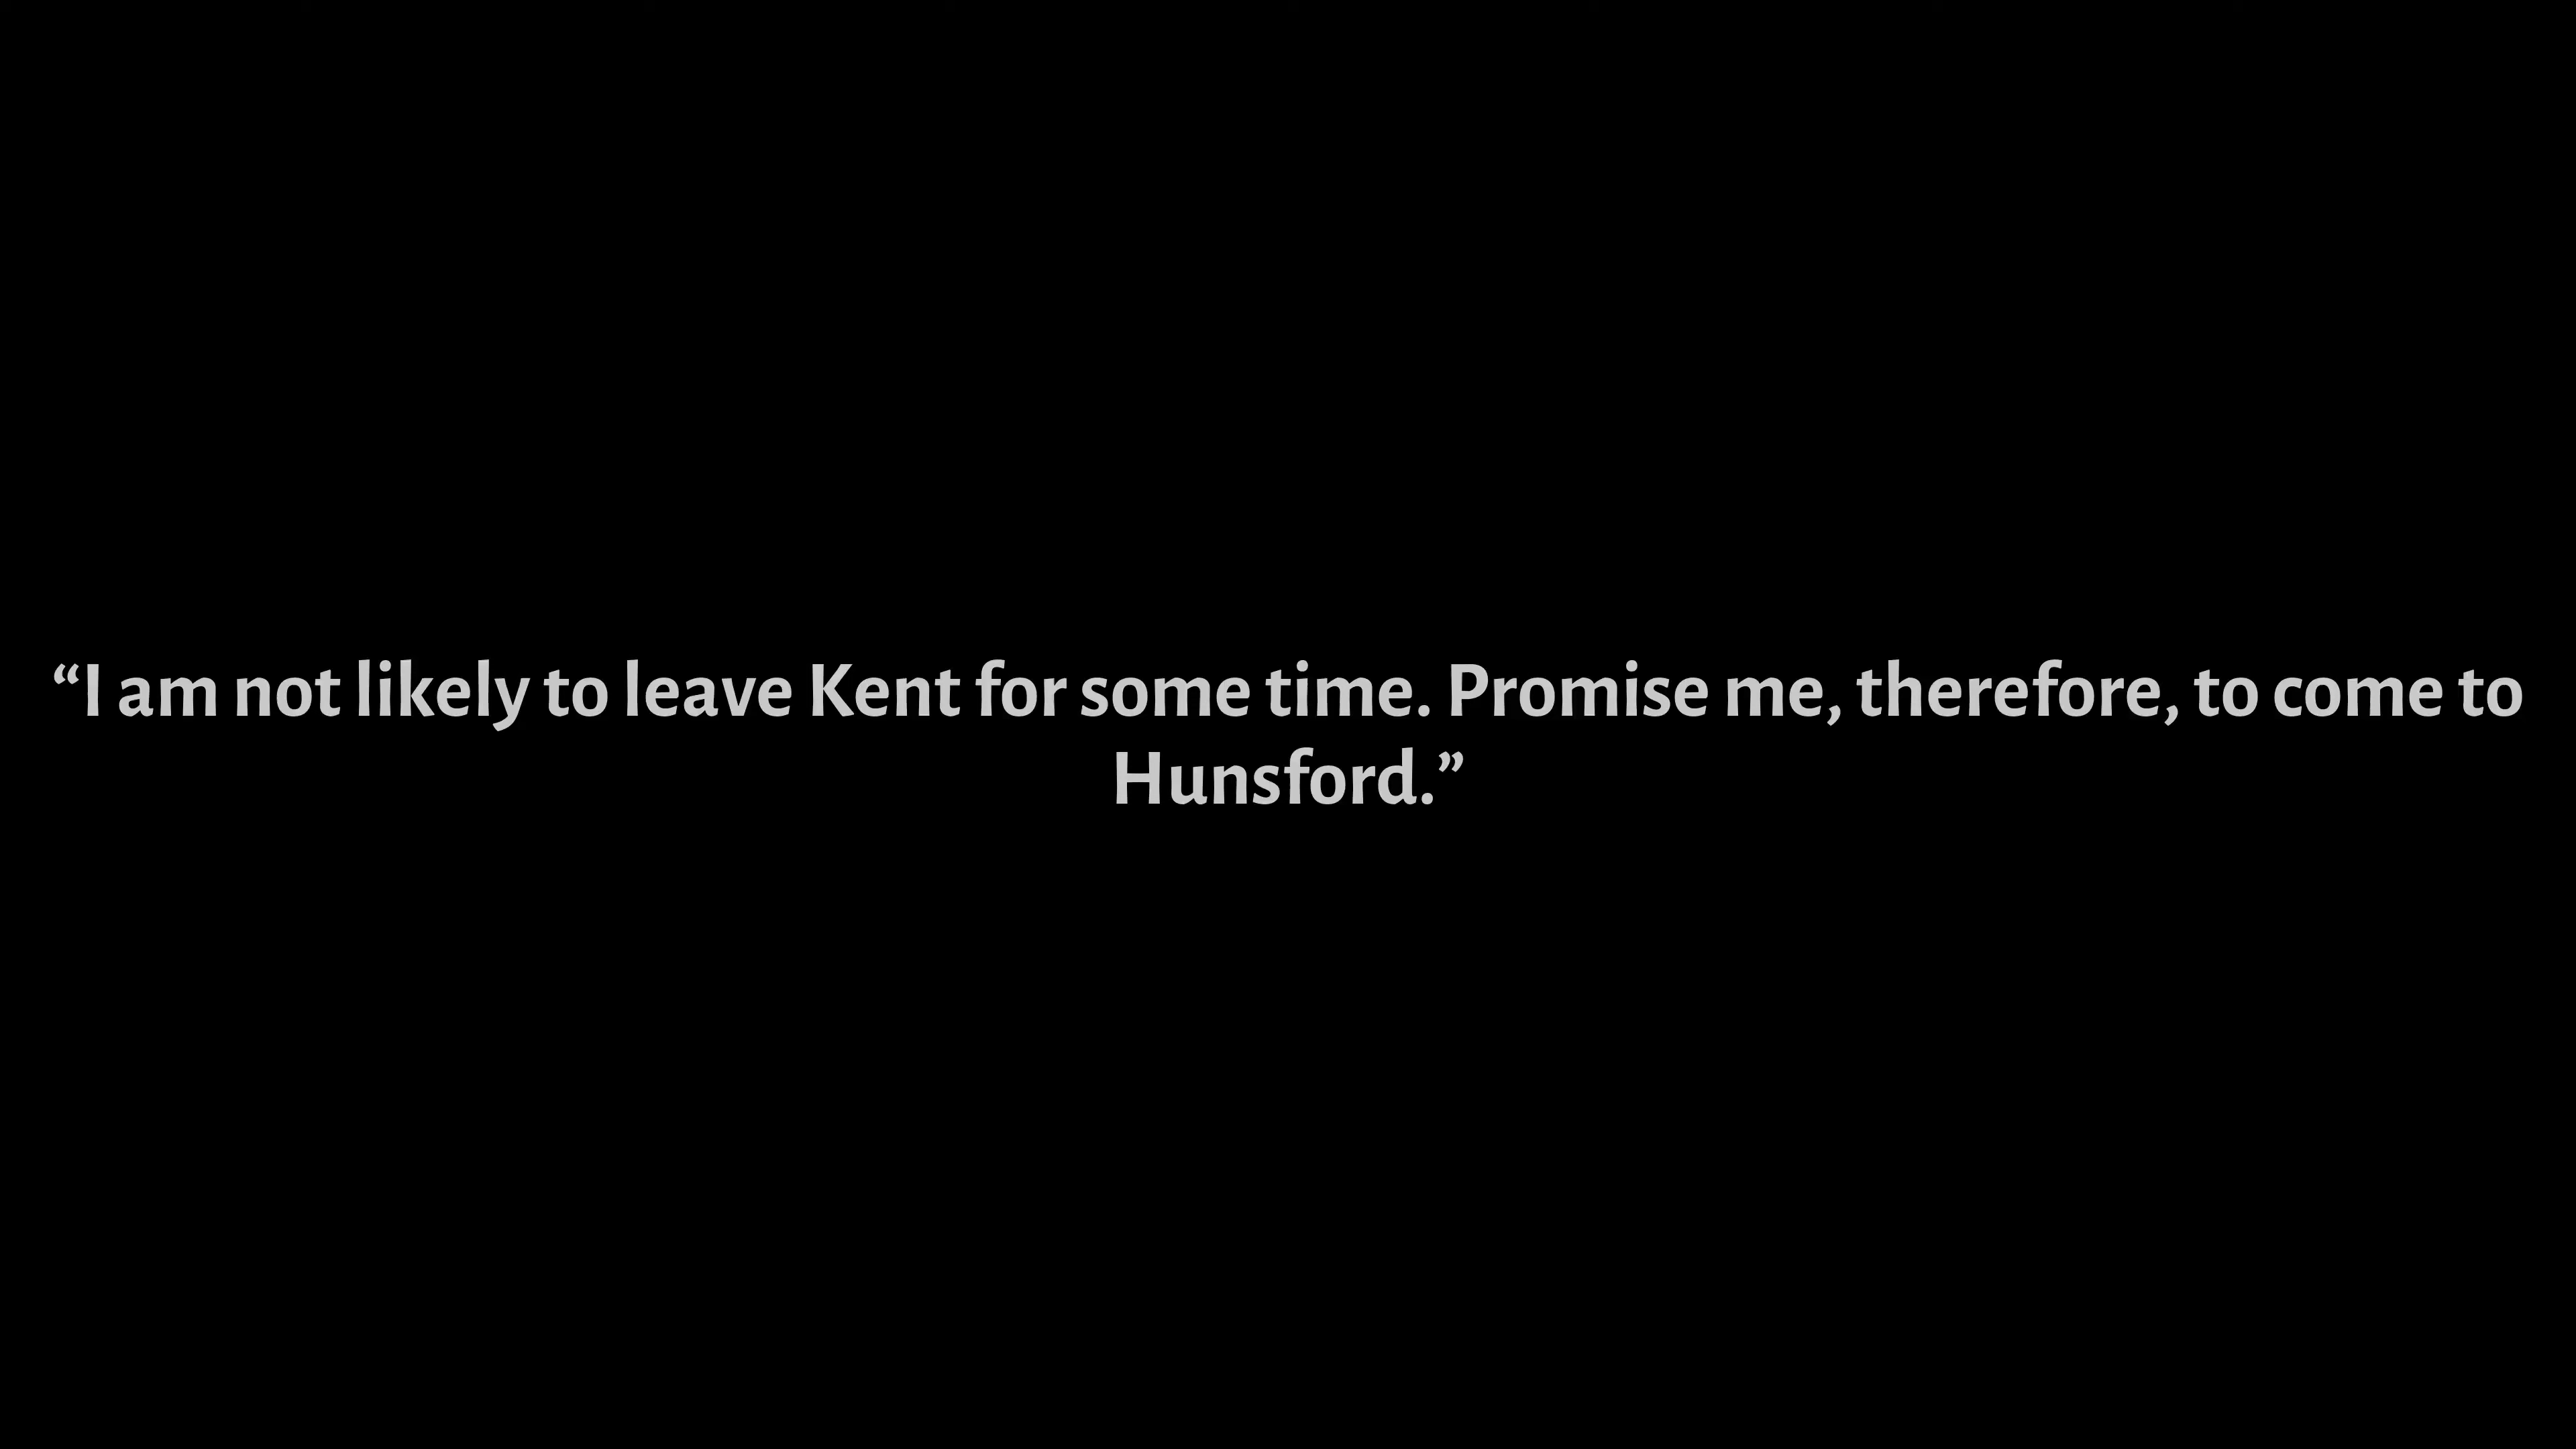 “I am not likely to leave Kent for some time. Promise me, therefore, to come to
Hunsford.”